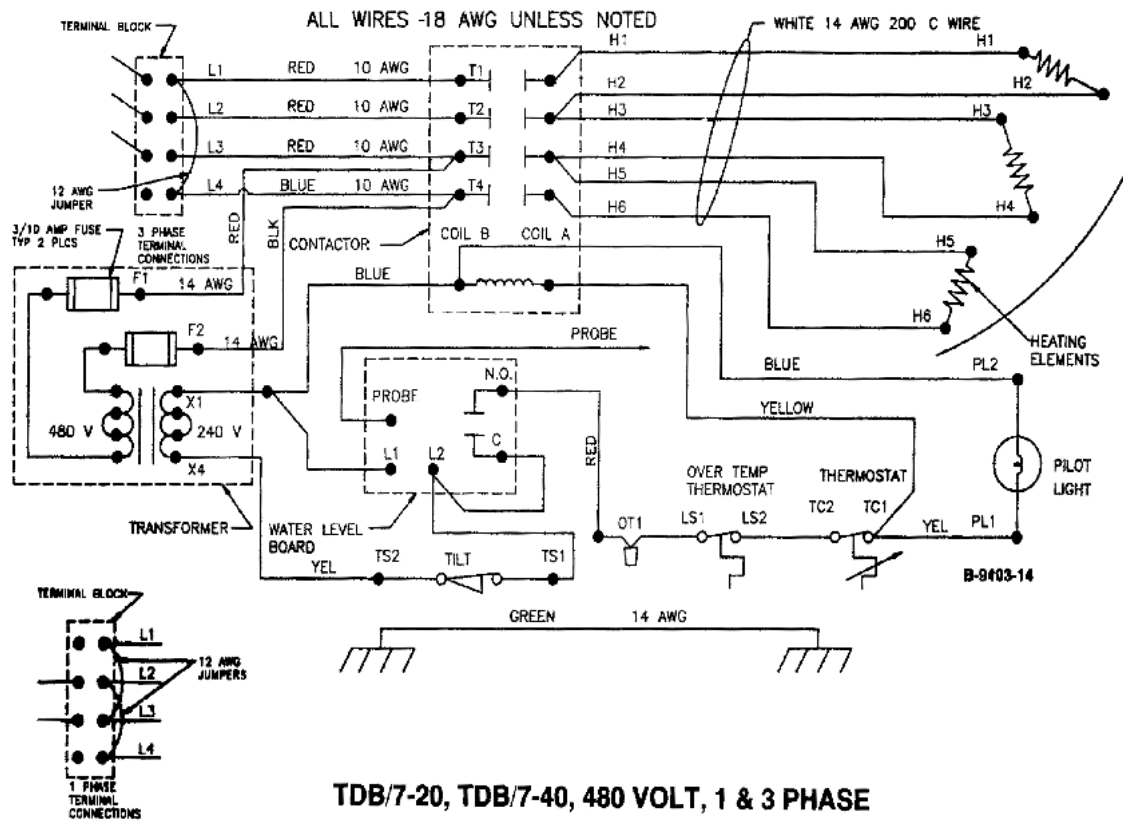 ALL WIRES -18 AWG UNLESS NOTED
TERMINAL BLOCK
WHITE 14 AWG 200 C WIRE
L1 RED 10 AWG T1
L2 RED 10 AWG T2
L3 RED 10 AWG T3
L4 BLUE 10 AWG T4
H1
H2
H3
H4
H5
H6
H1
H2
H3
H4
H5
H6
12 AWG
JUMPER
3 PHASE
TERMINAL
CONNECTIONS
3/10 AMP FUSE
TYP 2 PLCS
RED
BLK
CONTACTOR
COIL B COIL A
F1
14 AWG
F2
14 AWG
BLUE
HEATING
ELEMENTS
PROBE
PROBE
N.O.
C
L1 L2
RED
BLUE
PL2
YELLOW
480 V
X1
240 V
X4
TRANSFORMER
WATER LEVEL
BOARD
OVER TEMP
THERMOSTAT
THERMOSTAT
OT1
LS1 LS2
TC2 TC1
YEL
PL1
PILOT
LIGHT
YEL
TS2
TILT
TS1
B-9493-14
GREEN 14 AWG
TERMINAL BLOCK
L1
L2
L3
L4
12 AWG
JUMPERS
1 PHASE
TERMINAL
CONNECTIONS
TDB/7-20, TDB/7-40, 480 VOLT, 1 & 3 PHASE